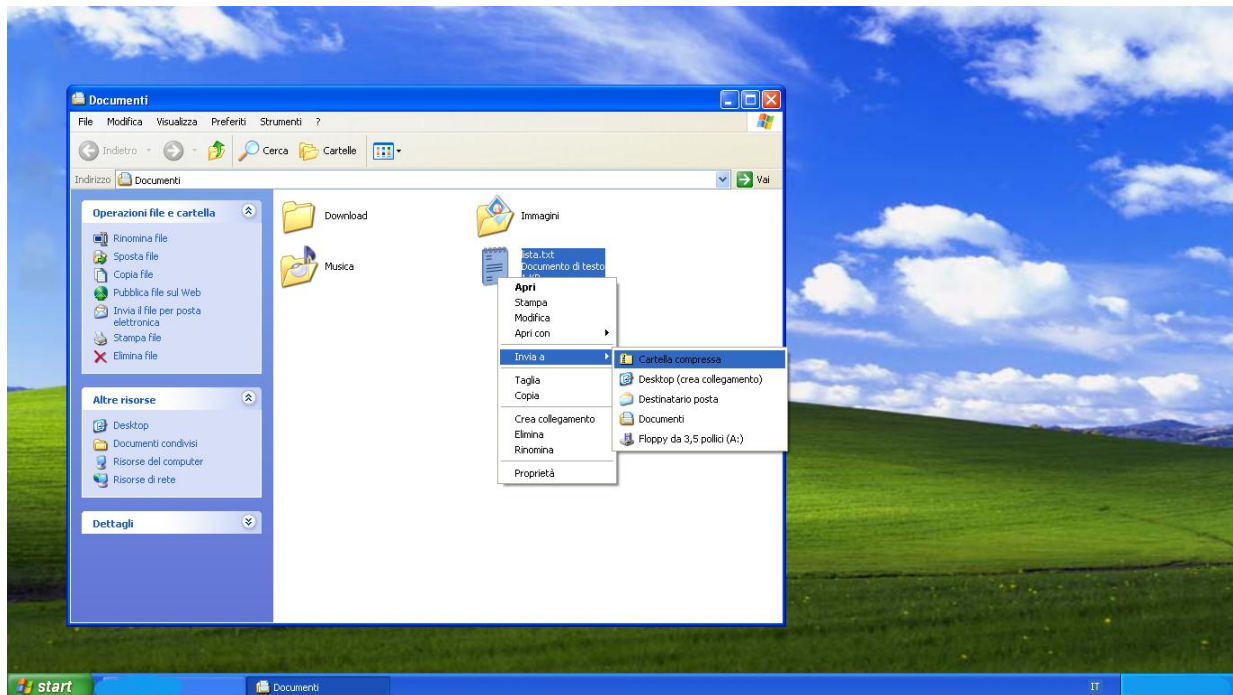 Documenti
File Modifica Visualizza Preferiti Strumenti ?
Indietro Cerca Cartelle
Indirizzo Documenti Vai
Operazioni file e cartella
Rinomina file
Sposta file
Copia file
Pubblica file sul Web
Invia il file per posta
elettronica
Stampa file
Elimina file
Altre risorse
Desktop
Documenti condivisi
Risorse del computer
Risorse di rete
Dettagli
Download
Immagini
Musica
lista.txt
Documento di testo
1 KB
Apri
Stampa
Modifica
Apri con
Invia a
Taglia
Copia
Crea collegamento
Elimina
Rinomina
Proprietà
Cartella compressa
Desktop (crea collegamento)
Destinatario posta
Documenti
Floppy da 3,5 pollici (A:)
start
Documenti
IT